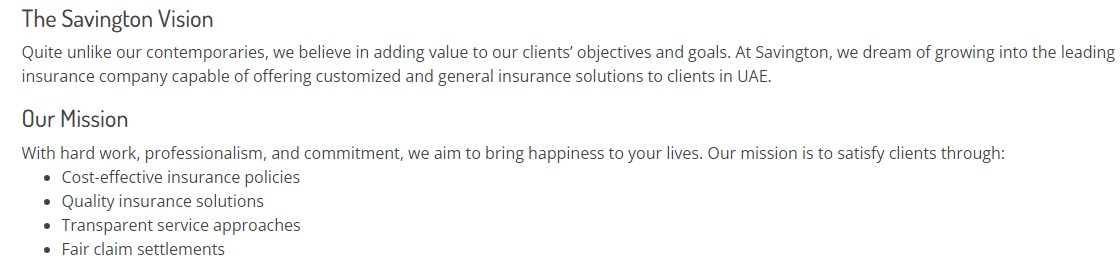 The Savington Vision
Quite unlike our contemporaries, we believe in adding value to our clients’ objectives and goals. At Savington, we dream of growing into the leading
insurance company capable of offering customized and general insurance solutions to clients in UAE.
Our Mission
With hard work, professionalism, and commitment, we aim to bring happiness to your lives. Our mission is to satisfy clients through:
• Cost-effective insurance policies
• Quality insurance solutions
• Transparent service approaches
• Fair claim settlements